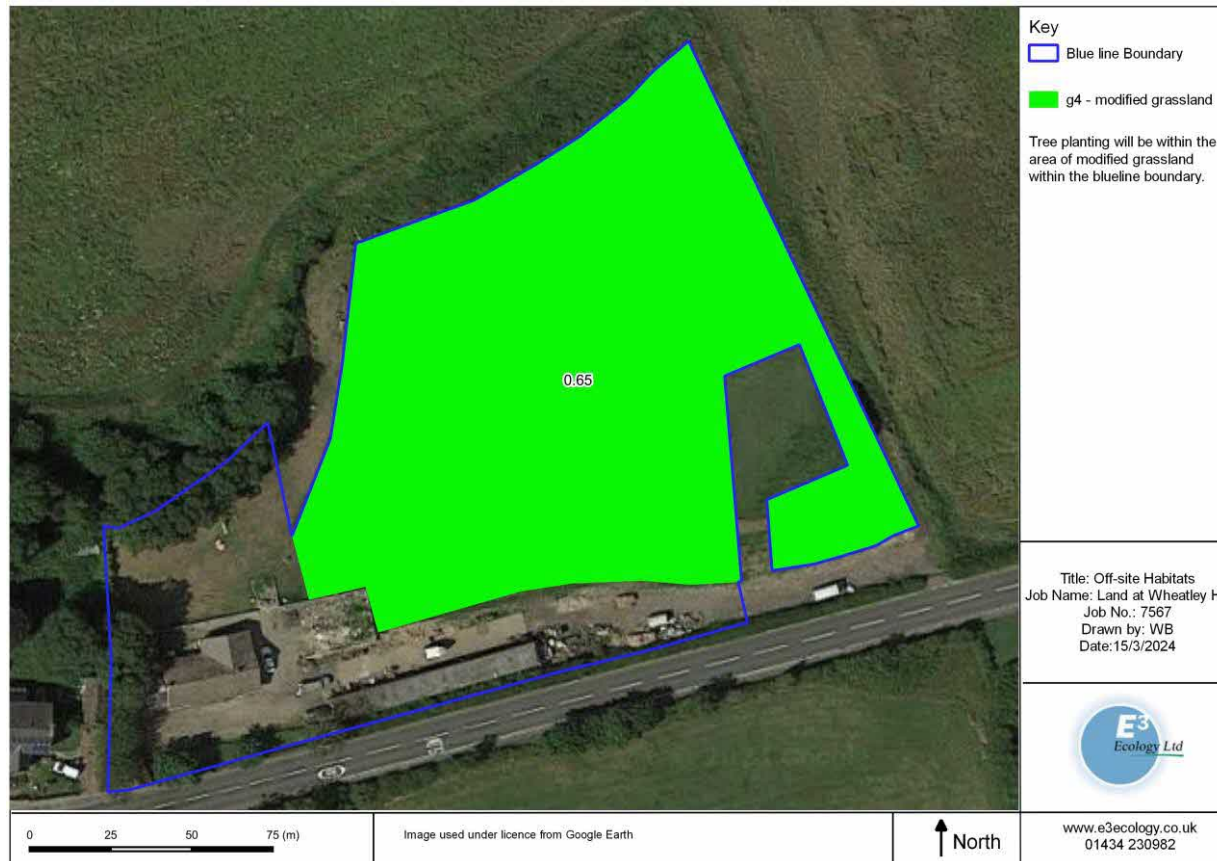 Key
Blue line Boundary
g4 - modified grassland
Tree planting will be within the
area of modified grassland
within the blueline boundary.
0.65
Title: Off-site Habitats
Job Name: Land at Wheatley H
Job No.: 7567
Drawn by: WB
Date:15/3/2024
E3
Ecology Ltd
0 25 50 75 (m)
Image used under licence from Google Earth
North
www.e3ecology.co.uk
01434 230982